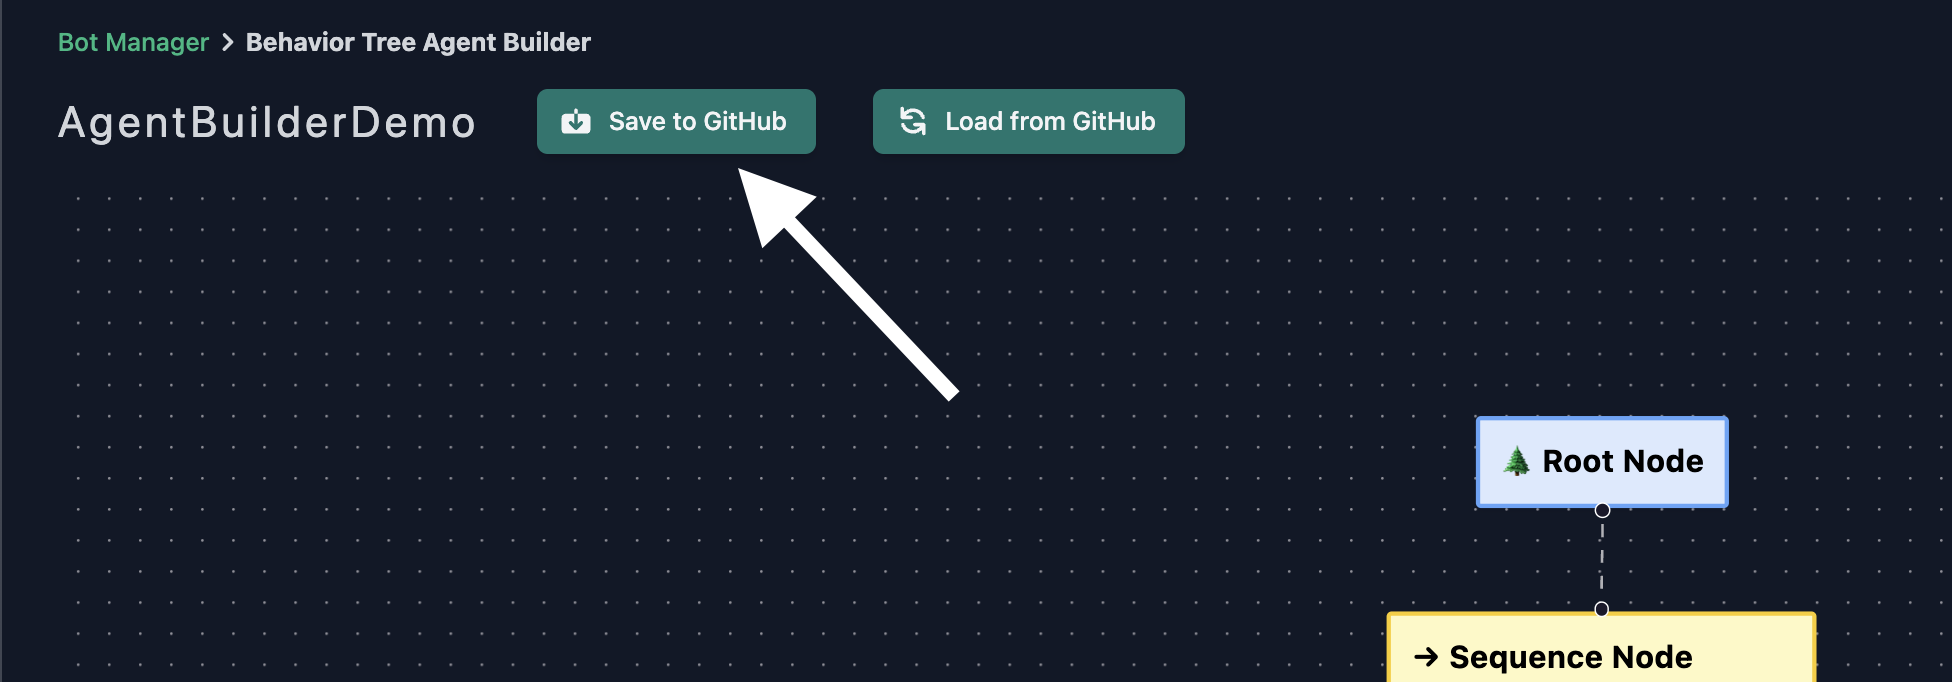 Bot Manager > Behavior Tree Agent Builder
AgentBuilderDemo
Save to GitHub
Load from GitHub
Root Node
→ Sequence Node